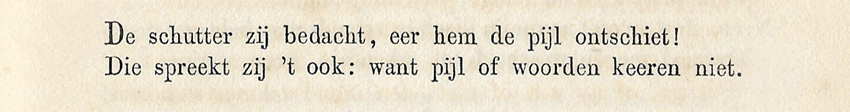 De schutter zij bedacht, eer hem de pijl ontschiet!
Die spreekt zij 't ook: want pijl of woorden keeren niet.